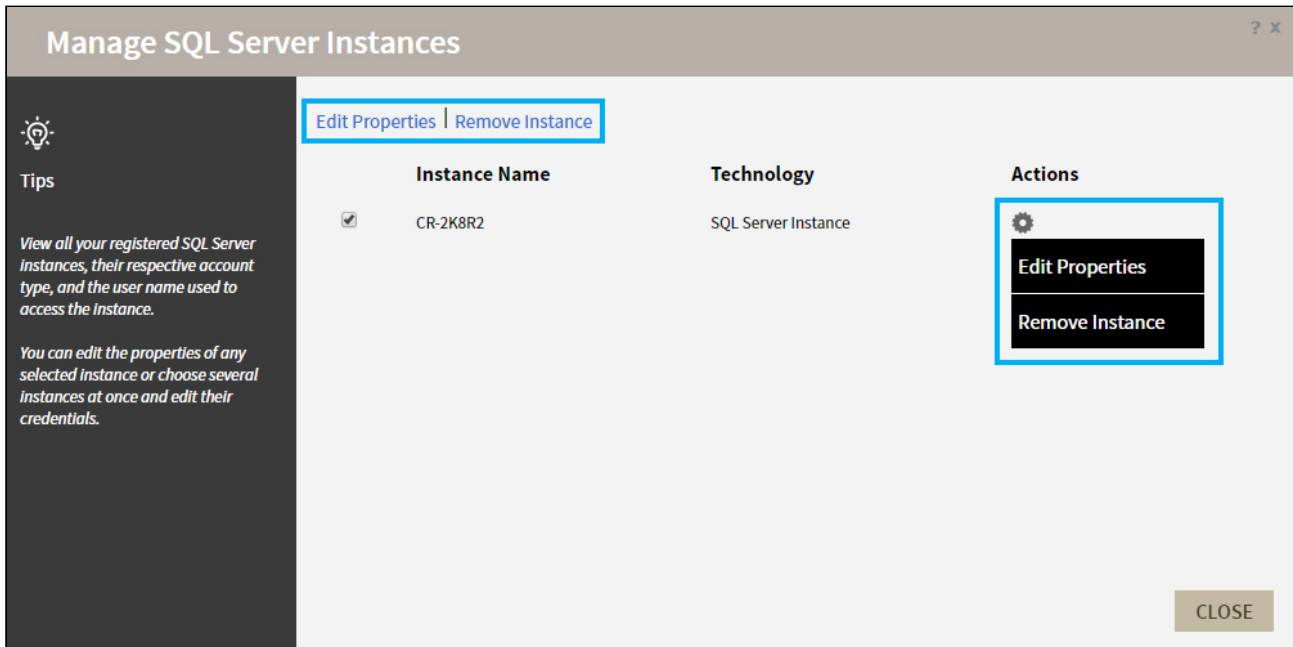 Manage SQL Server Instances
? x
Tips
View all your registered SQL Server
instances, their respective account
type, and the user name used to
access the instance.
You can edit the properties of any
selected instance or choose several
instances at once and edit their
credentials.
Edit Properties | Remove Instance
Instance Name Technology Actions
CR-2K8R2 SQL Server Instance
Edit Properties
Remove Instance
CLOSE